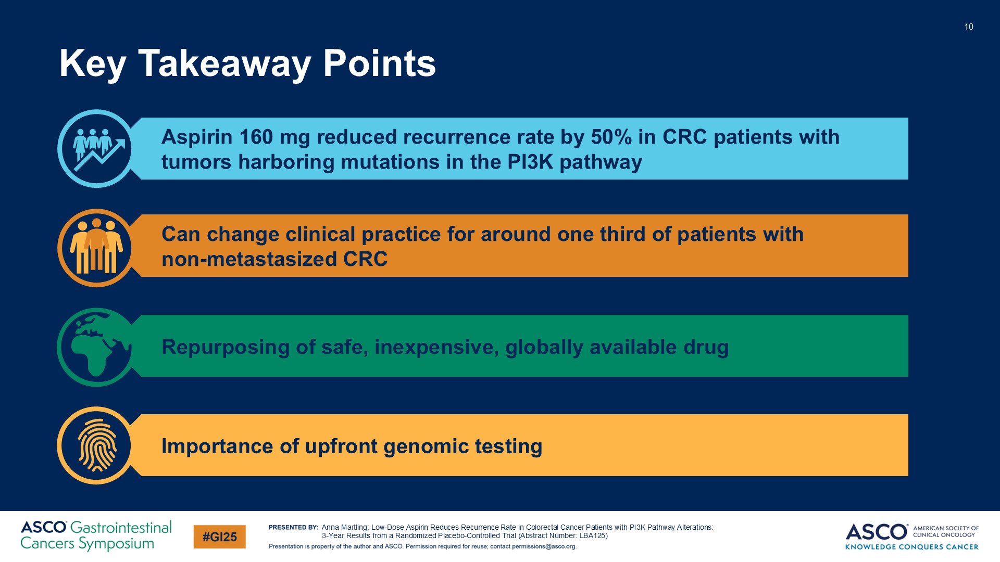 10
Key Takeaway Points
Aspirin 160 mg reduced recurrence rate by 50% in CRC patients with
tumors harboring mutations in the PI3K pathway
Can change clinical practice for around one third of patients with
non-metastasized CRC
Repurposing of safe, inexpensive, globally available drug
Importance of upfront genomic testing
ASCO Gastrointestinal
Cancers Symposium
#GI25
PRESENTED BY: Anna Martling: Low-Dose Aspirin Reduces Recurrence Rate in Colorectal Cancer Patients with PI3K Pathway Alterations:
3-Year Results from a Randomized Placebo-Controlled Trial (Abstract Number: LBA125)
Presentation is property of the author and ASCO. Permission required for reuse; contact permissions@asco.org.
ASCO® AMERICAN SOCIETY OF
CLINICAL ONCOLOGY
KNOWLEDGE CONQUERS CANCER